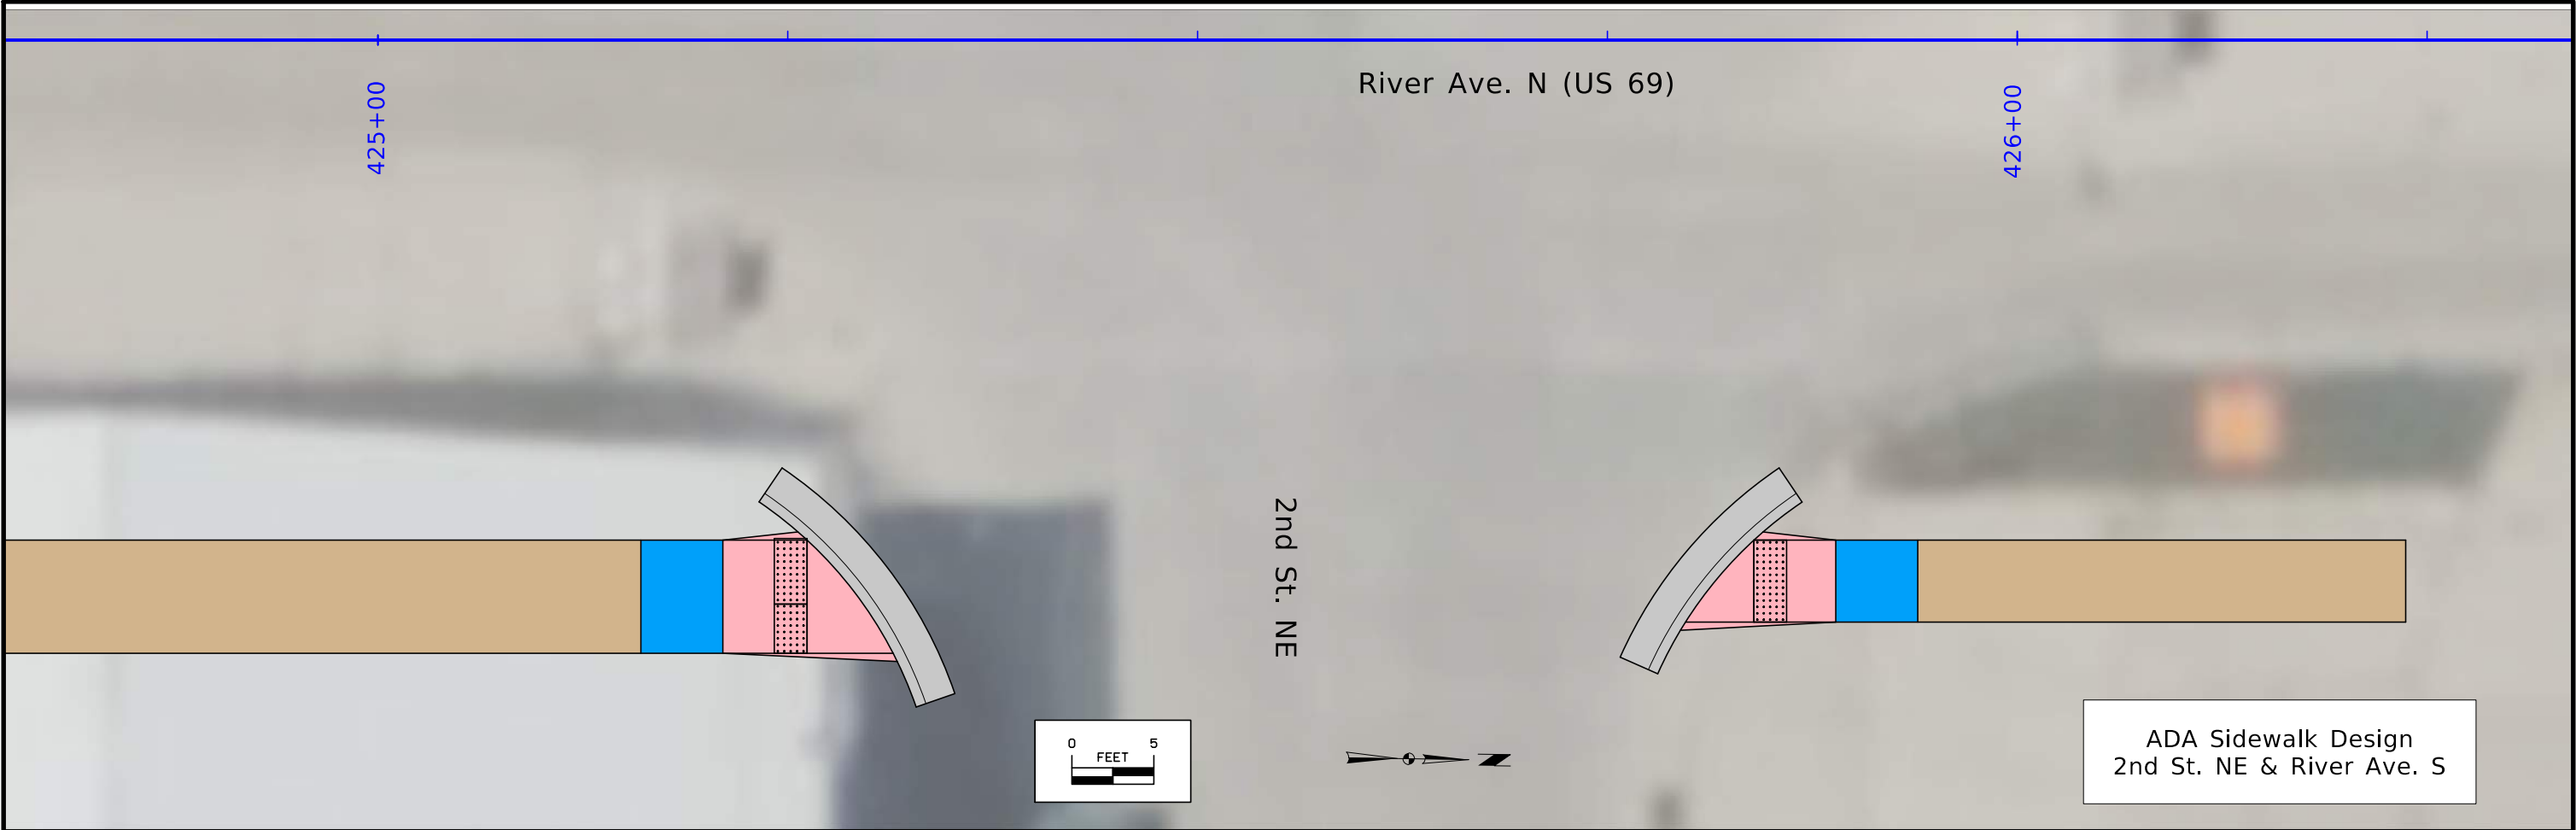 River Ave. N (US 69)
425+00
426+00
2nd St. NE
0 5
FEET
N
ADA Sidewalk Design
2nd St. NE & River Ave. S